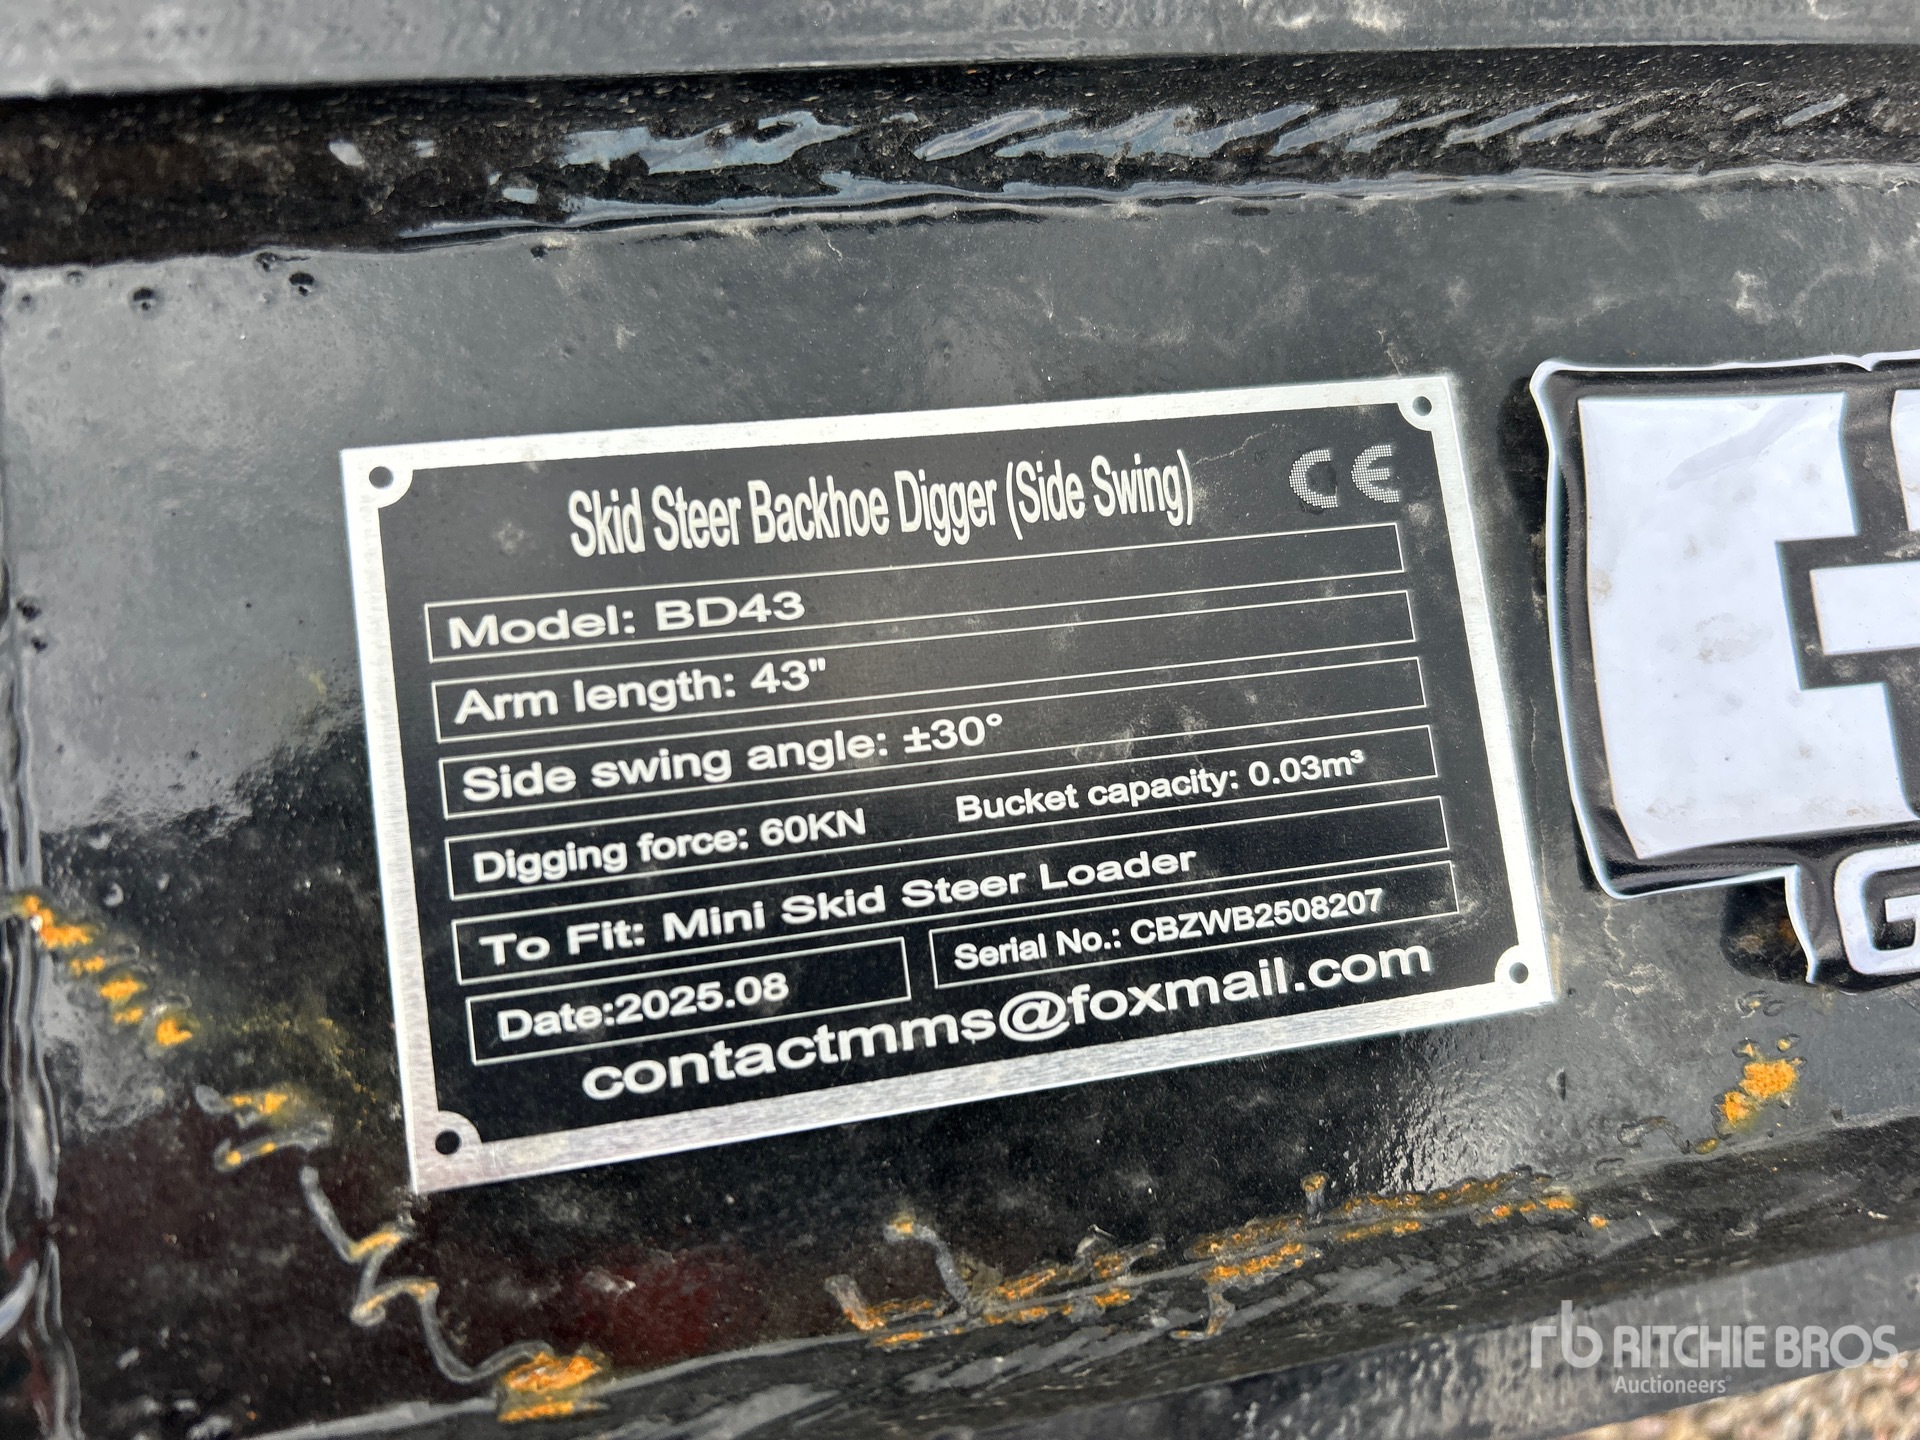 Skid Steer Backhoe Digger (Side Swing) CE
Model: BD43
Arm length: 43"
Side swing angle: ±30°
Digging force: 60KN Bucket capacity: 0.03m³
To Fit: Mini Skid Steer Loader
Date:2025.08 Serial No.: CBZWB2508207
contactmms@foxmail.com
G
rb RITCHIE BROS.
Auctioneers